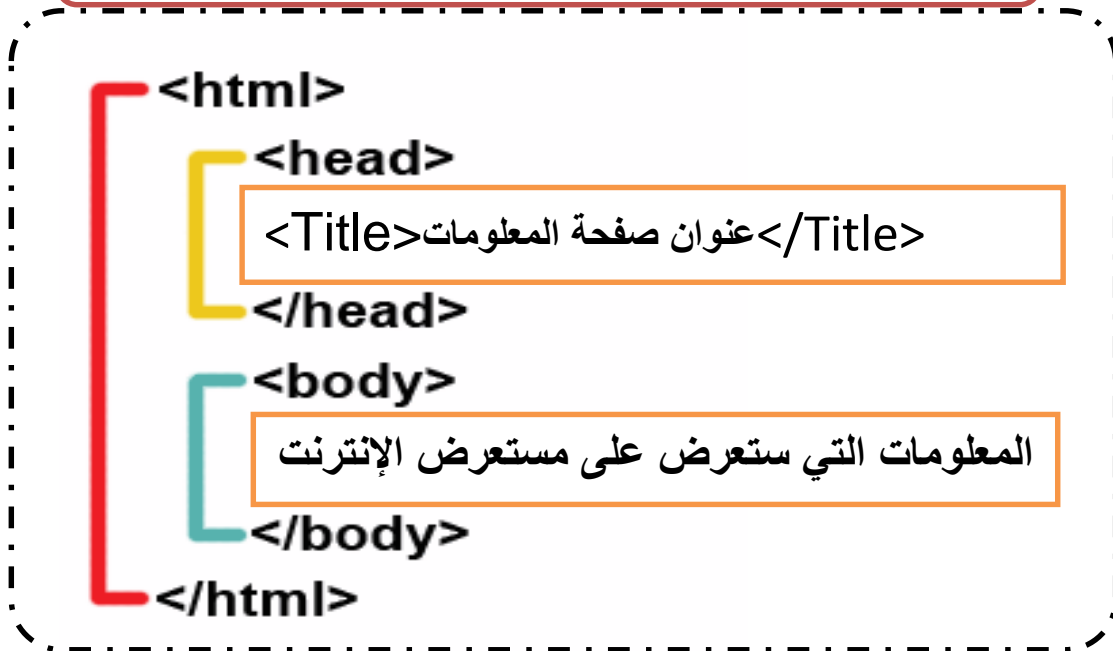 <html>
<head>
<Title>عنوان صفحة المعلومات</Title>
</head>
<body>
المعلومات التي ستعرض على مستعرض الإنترنت
</body>
</html>